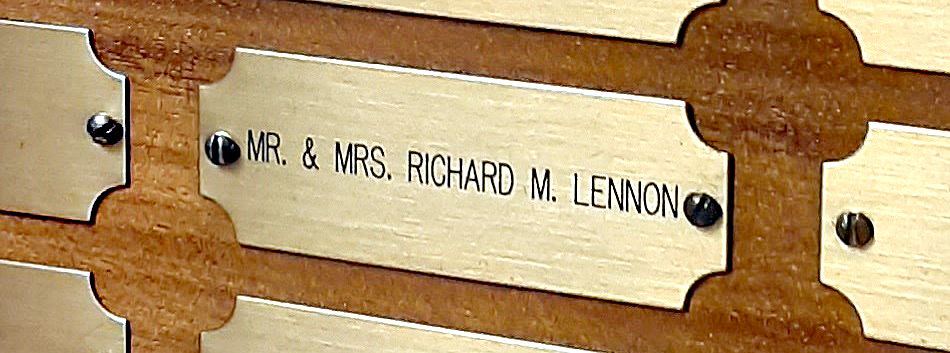 MR. & MRS. RICHARD M. LENNON